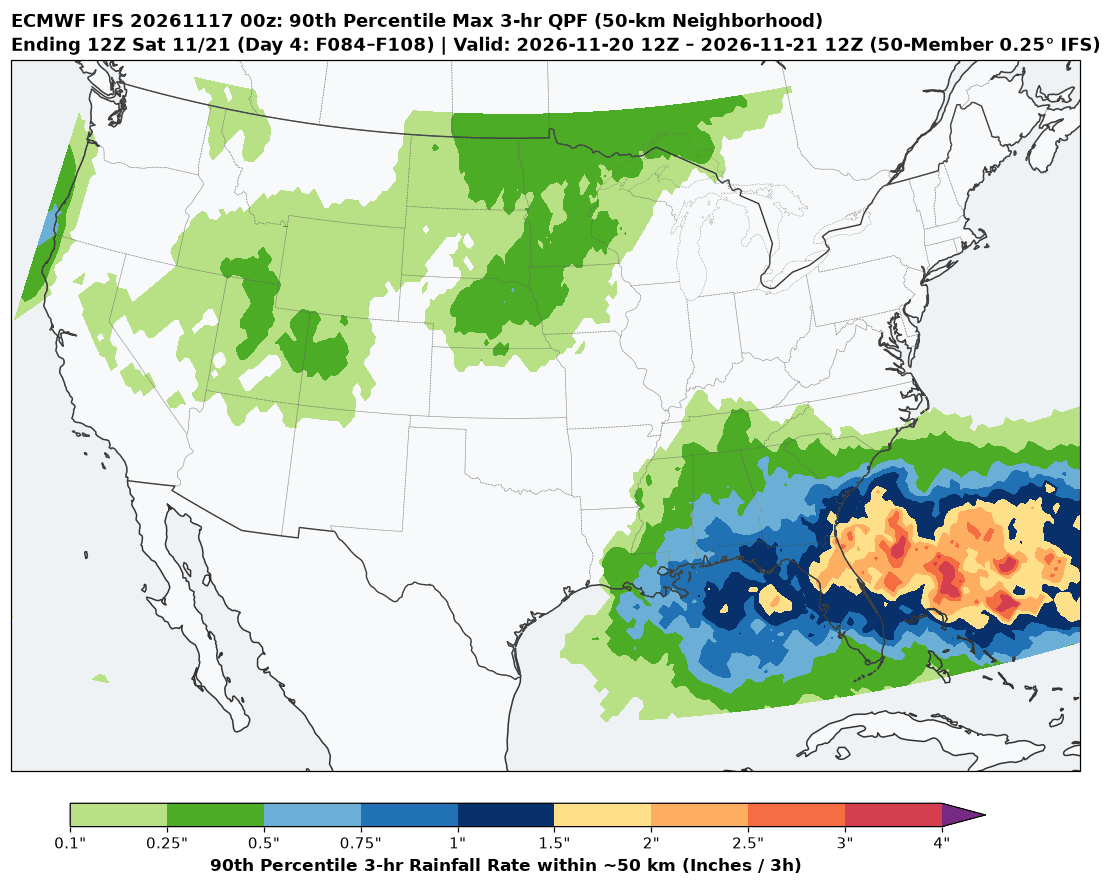 ECMWF IFS 20261117 00z: 90th Percentile Max 3-hr QPF (50-km Neighborhood)
Ending 12Z Sat 11/21 (Day 4: F084–F108) | Valid: 2026-11-20 12Z – 2026-11-21 12Z (50-Member 0.25° IFS)
0.1" 0.25" 0.5" 0.75" 1" 1.5" 2" 2.5" 3" 4"
90th Percentile 3-hr Rainfall Rate within ~50 km (Inches / 3h)